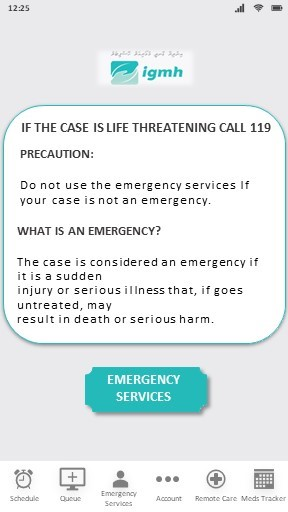 12:25
igmh
IF THE CASE IS LIFE THREATENING CALL 119
PRECAUTION:
Do not use the emergency services If
your case is not an emergency.
WHAT IS AN EMERGENCY?
The case is considered an emergency if
it is a sudden
injury or serious illness that, if goes
untreated, may
result in death or serious harm.
EMERGENCY
SERVICES
Schedule
Queue
Emergency
Services
Account
Remote Care
Meds Tracker